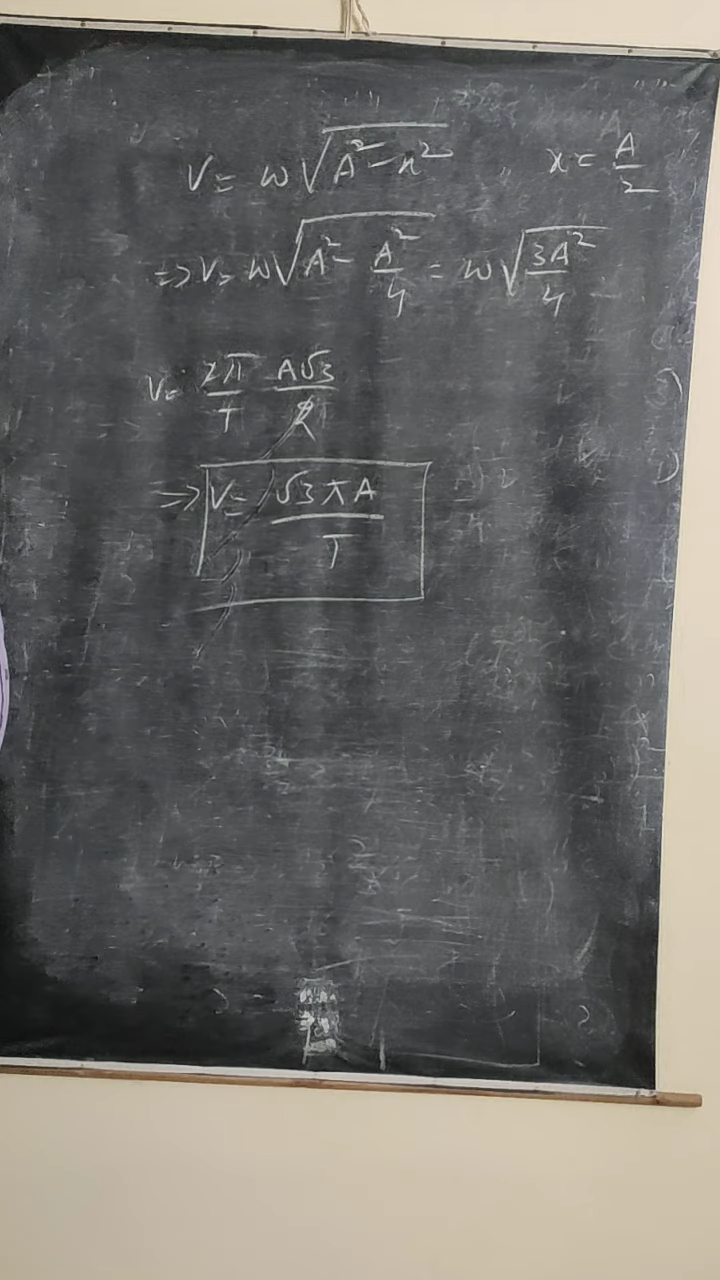 V = ω√(A² - x²) x = A/2
=> V = ω√(A² - A²/4) = ω√(3A²/4)
V = 2π/T A√3/2
=> V = √3πA/T